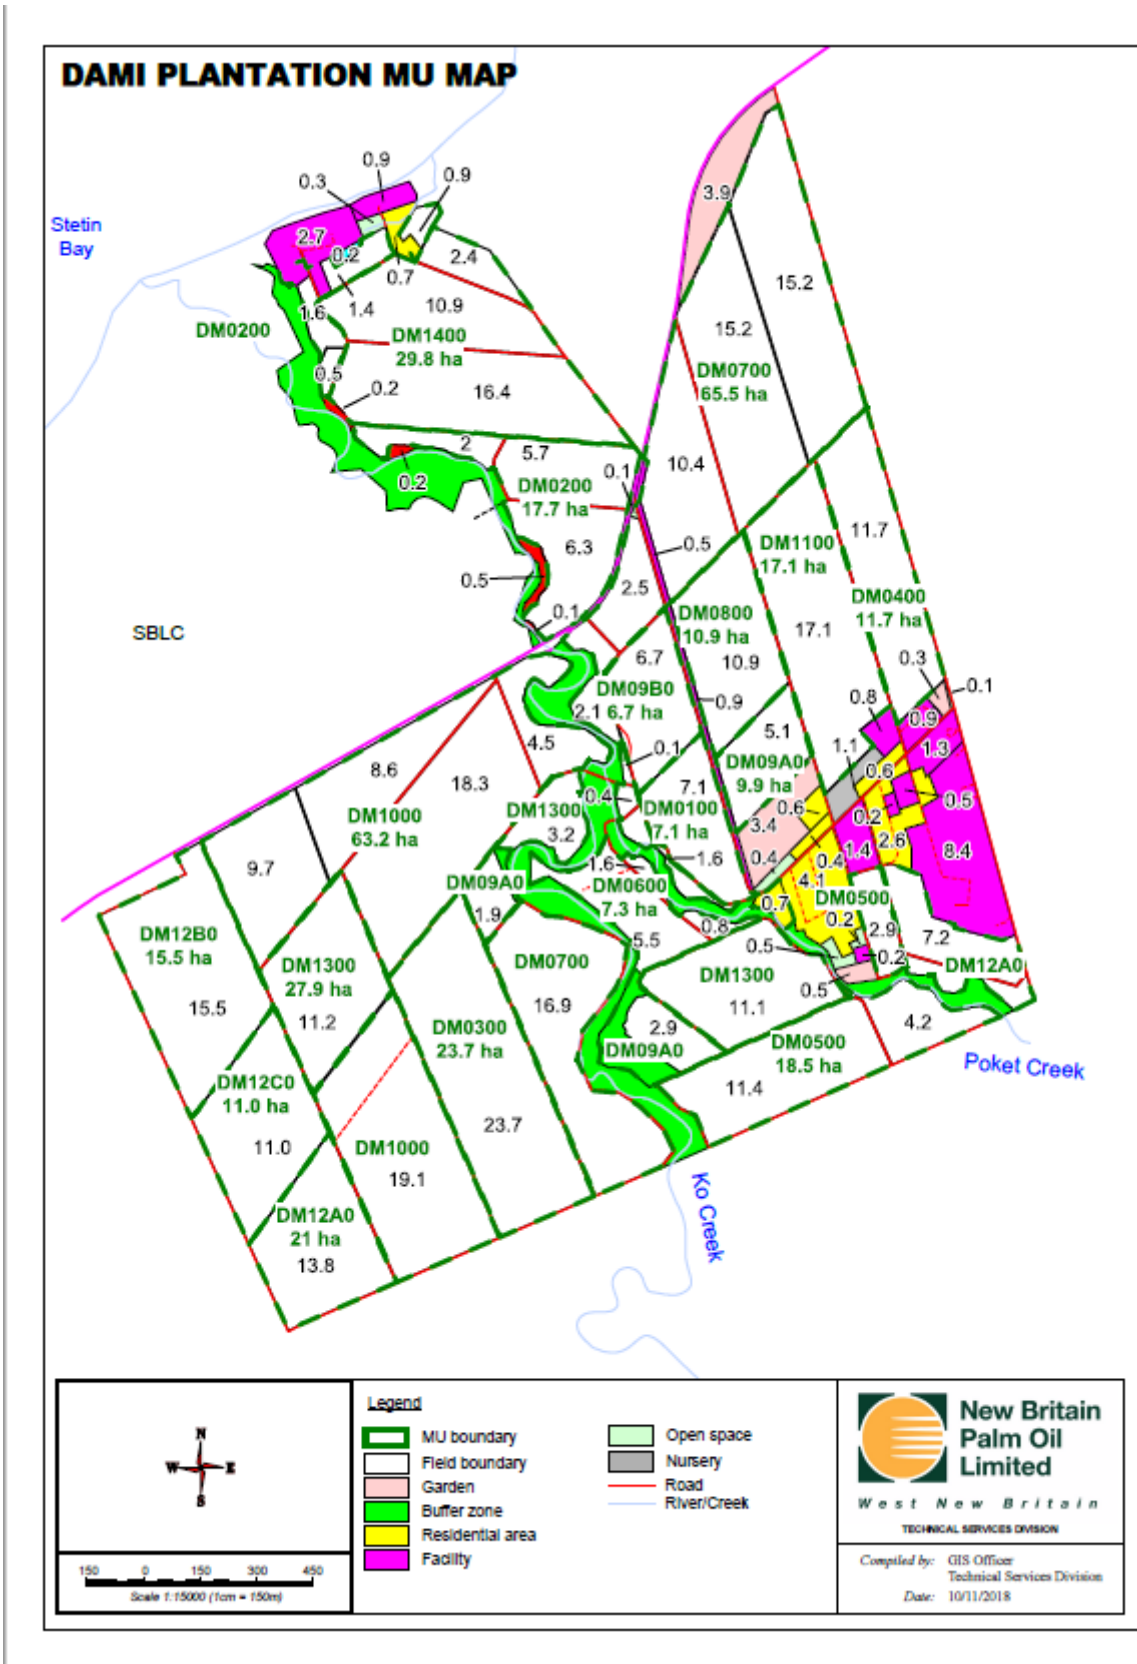 DAMI PLANTATION MU MAP
0.9
0.3
0.9
3.9
Stetin
Bay
2.7
0.2
2.4
0.7
15.2
1.4
10.9
1.6
DM0200
15.2
DM1400
29.8 ha
DM0700
65.5 ha
0.5
0.2
16.4
2
5.7
10.4
0.1
0.2
DM0200
17.7 ha
11.7
6.3
0.5
DM1100
17.1 ha
0.5
2.5
DM0400
11.7 ha
0.1
DM0800
10.9 ha
17.1
SBLC
6.7
10.9
0.3
0.1
DM09B0
6.7 ha
0.9
0.8
2.1
0.9
5.1
4.5
0.1
1.1
1.3
8.6
18.3
DM09A0
9.9 ha
0.6
7.1
0.4
0.5
DM1000
63.2 ha
DM1300
DM0100
7.1 ha
0.6
0.2
3.4
3.2
9.7
1.6
1.6
0.4
0.4
1.4
2.6
8.4
DM09A0
DM0600
7.3 ha
4.1
DM0500
1.9
0.7
0.8
0.2
2.9
7.2
DM12B0
15.5 ha
5.5
0.5
0.2
DM0700
DM1300
DM12A0
DM1300
27.9 ha
0.5
15.5
16.9
11.1
11.2
DM0300
23.7 ha
2.9
4.2
DM09A0
DM0500
18.5 ha
Poket Creek
DM12C0
11.0 ha
11.4
23.7
11.0
DM1000
19.1
Ko Creek
DM12A0
21 ha
13.8
N
W E
S
150 0 150 300 450
Scale 1:15000 (1cm = 150m)
Legend
MU boundary
Field boundary
Garden
Buffer zone
Residential area
Facility
Open space
Nursery
Road
River/Creek
New Britain
Palm Oil
Limited
West New Britain
TECHNICAL SERVICES DIVISION
Compiled by: GIS Officer
Technical Services Division
Date: 10/11/2018